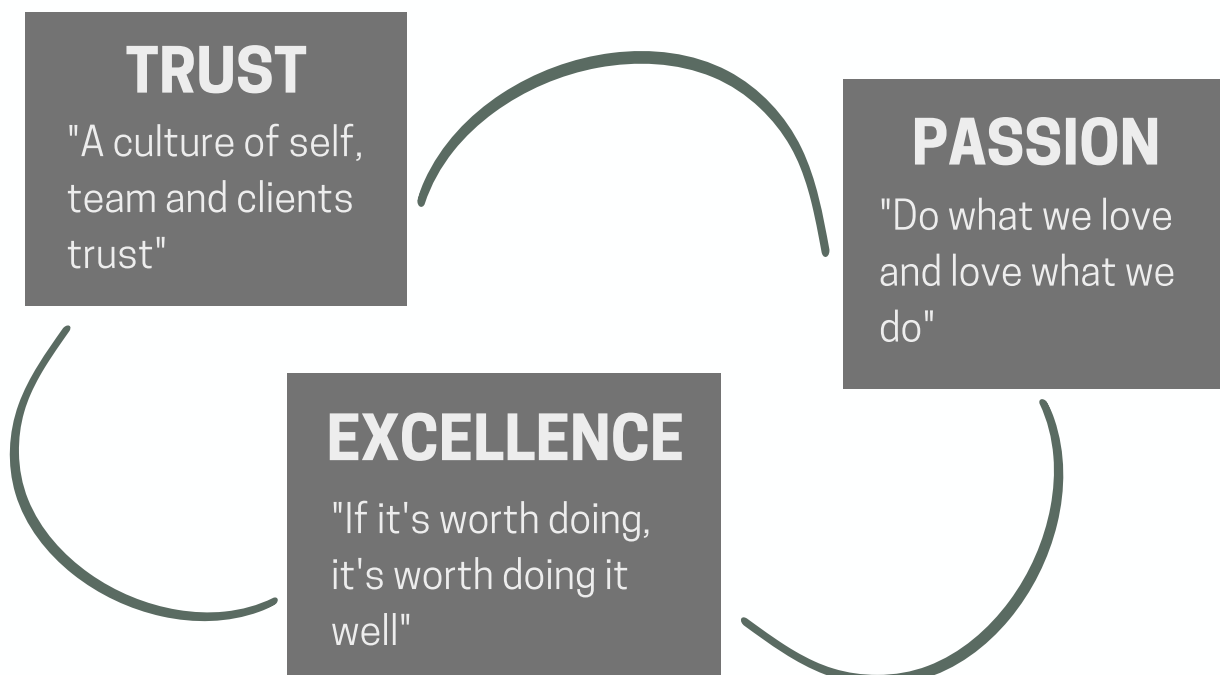 TRUST
"A culture of self,
team and clients
trust"
PASSION
"Do what we love
and love what we
do"
EXCELLENCE
"If it's worth doing,
it's worth doing it
well"